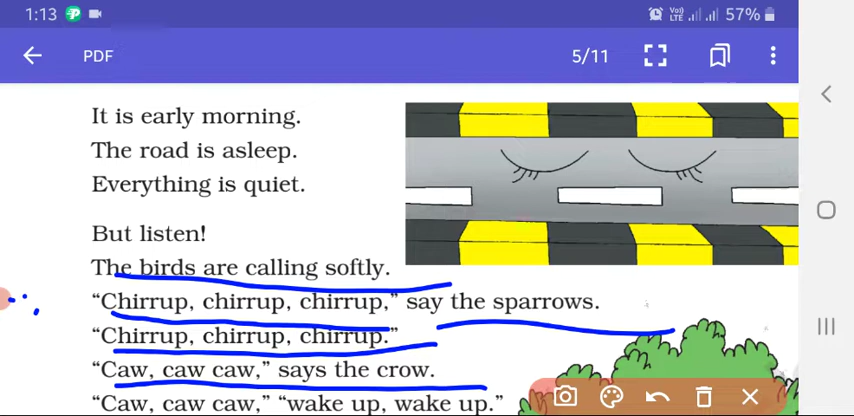 1:13 57%
PDF 5/11
It is early morning.
The road is asleep.
Everything is quiet.
But listen!
The birds are calling softly.
“Chirrup, chirrup, chirrup,” say the sparrows.
“Chirrup, chirrup, chirrup.”
“Caw, caw caw,” says the crow.
“Caw, caw caw,” “wake up, wake up.”